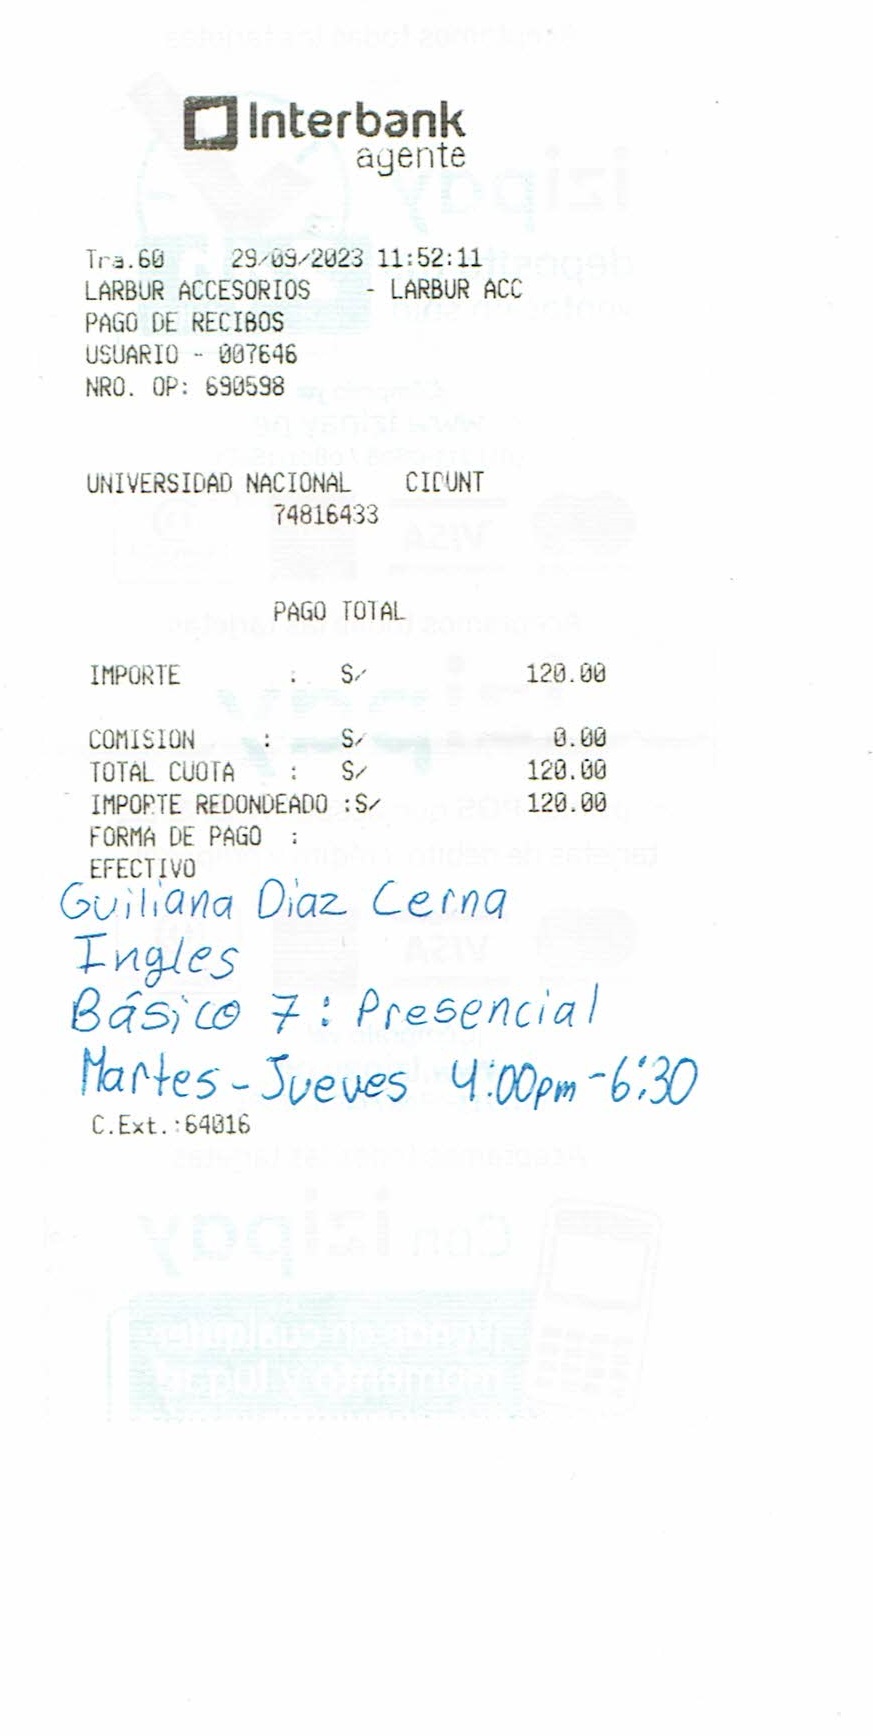 Interbank
agente
Tra.60 29/09/2023 11:52:11
LARBUR ACCESORIOS - LARBUR ACC
PAGO DE RECIBOS
USUARIO - 007646
NRO. OP: 690598
UNIVERSIDAD NACIONAL CIDUNT
74816433
PAGO TOTAL
IMPORTE : S/ 120.00
COMISION : S/ 0.00
TOTAL CUOTA : S/ 120.00
IMPORTE REDONDEADO :S/ 120.00
FORMA DE PAGO :
EFECTIVO
Guiliana Diaz Cerna
Ingles
Básico 7: Presencial
Martes - Jueves 4:00pm - 6:30
C.Ext.:64016